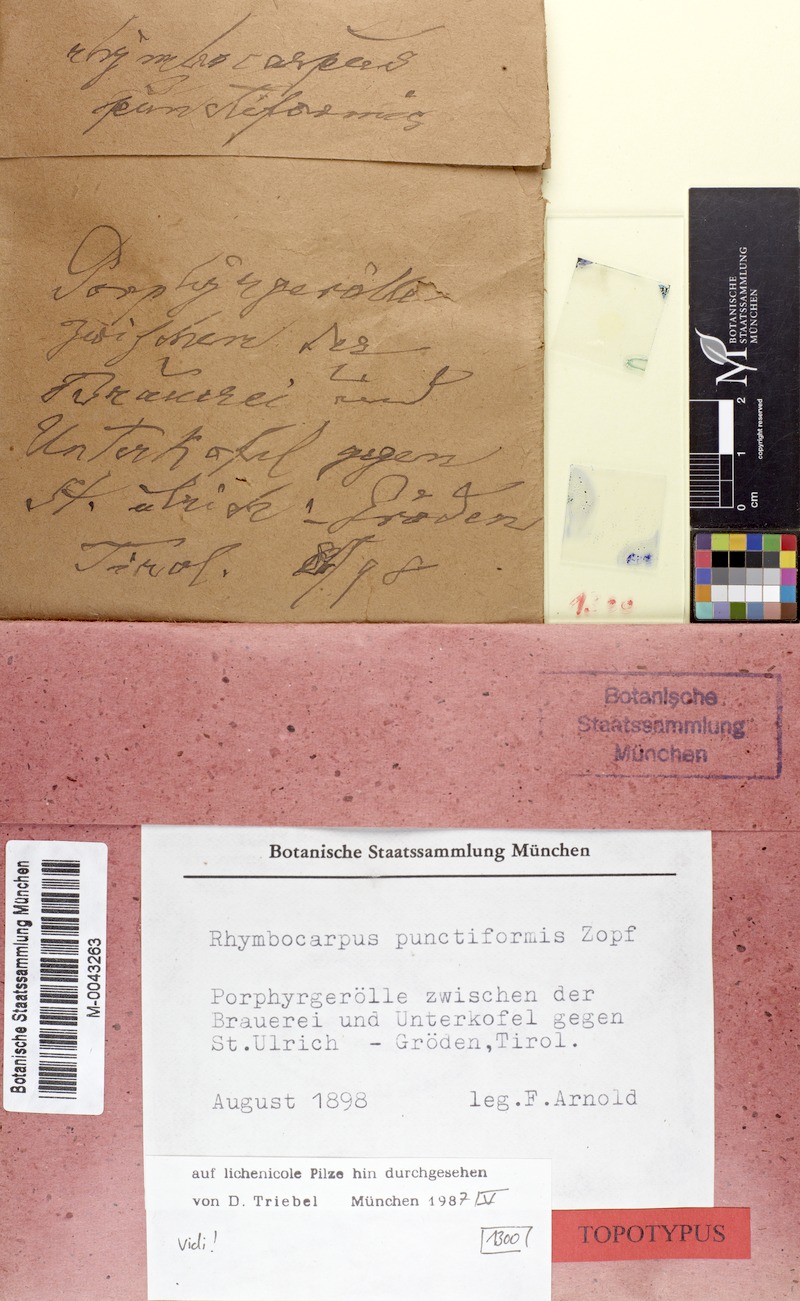 Rhymbocarpus
punctiformis
Porphyrgerölle
zwischen der
Brauerei und
Unterkofel gegen
St. Ulrich - Gröden
Tirol. 98
BOTANISCHE
STAATSSAMMLUNG
MÜNCHEN
copyright reserved
0 1 2
cm
Botanische
Staatssammlung
München
Botanische Staatssammlung München
M-0043263
Botanische Staatssammlung München
Rhymbocarpus punctiformis Zopf
Porphyrgerölle zwischen der
Brauerei und Unterkofel gegen
St.Ulrich - Gröden,Tirol.
August 1898 leg.F.Arnold
auf lichenicole Pilze hin durchgesehen
von D. Triebel München 1987 IV
Vidi! 1300
TOPOTYPUS